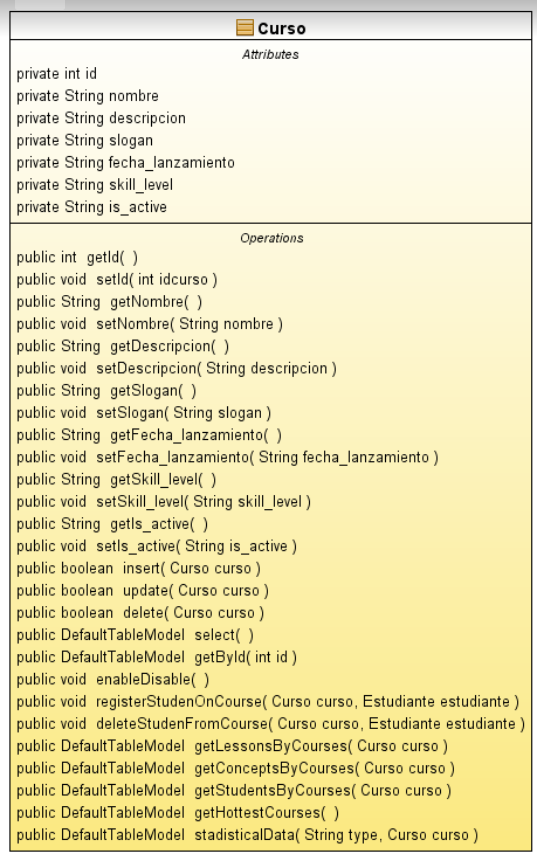 Curso
Attributes
private int id
private String nombre
private String descripcion
private String slogan
private String fecha_lanzamiento
private String skill_level
private String is_active
Operations
public int getId( )
public void setId( int idcurso )
public String getNombre( )
public void setNombre( String nombre )
public String getDescripcion( )
public void setDescripcion( String descripcion )
public String getSlogan( )
public void setSlogan( String slogan )
public String getFecha_lanzamiento( )
public void setFecha_lanzamiento( String fecha_lanzamiento )
public String getSkill_level( )
public void setSkill_level( String skill_level )
public String getIs_active( )
public void setIs_active( String is_active )
public boolean insert( Curso curso )
public boolean update( Curso curso )
public boolean delete( Curso curso )
public DefaultTableModel select( )
public DefaultTableModel getById( int id )
public void enableDisable( )
public void registerStudenOnCourse( Curso curso, Estudiante estudiante )
public void deleteStudenFromCourse( Curso curso, Estudiante estudiante )
public DefaultTableModel getLessonsByCourses( Curso curso )
public DefaultTableModel getConceptsByCourses( Curso curso )
public DefaultTableModel getStudentsByCourses( Curso curso )
public DefaultTableModel getHottestCourses( )
public DefaultTableModel stadisticalData( String type, Curso curso )